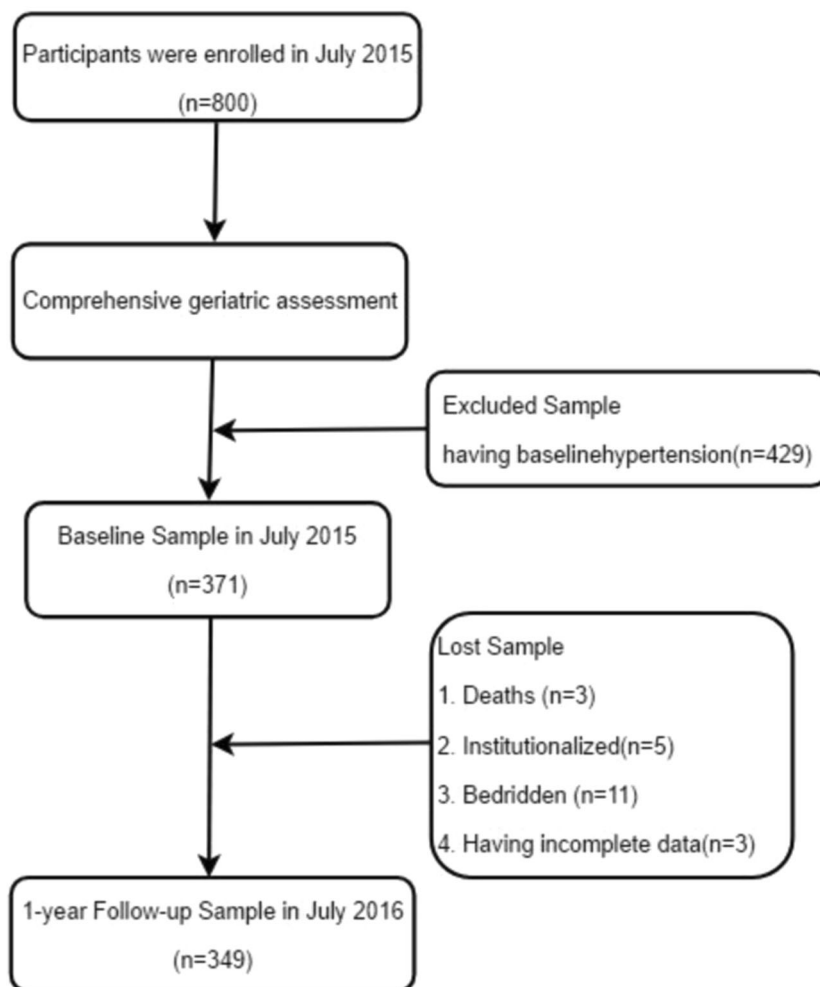 Participants were enrolled in July 2015
(n=800)
Comprehensive geriatric assessment
Excluded Sample
having baselinehypertension(n=429)
Baseline Sample in July 2015
(n=371)
Lost Sample
1. Deaths (n=3)
2. Institutionalized(n=5)
3. Bedridden (n=11)
4. Having incomplete data(n=3)
1-year Follow-up Sample in July 2016
(n=349)